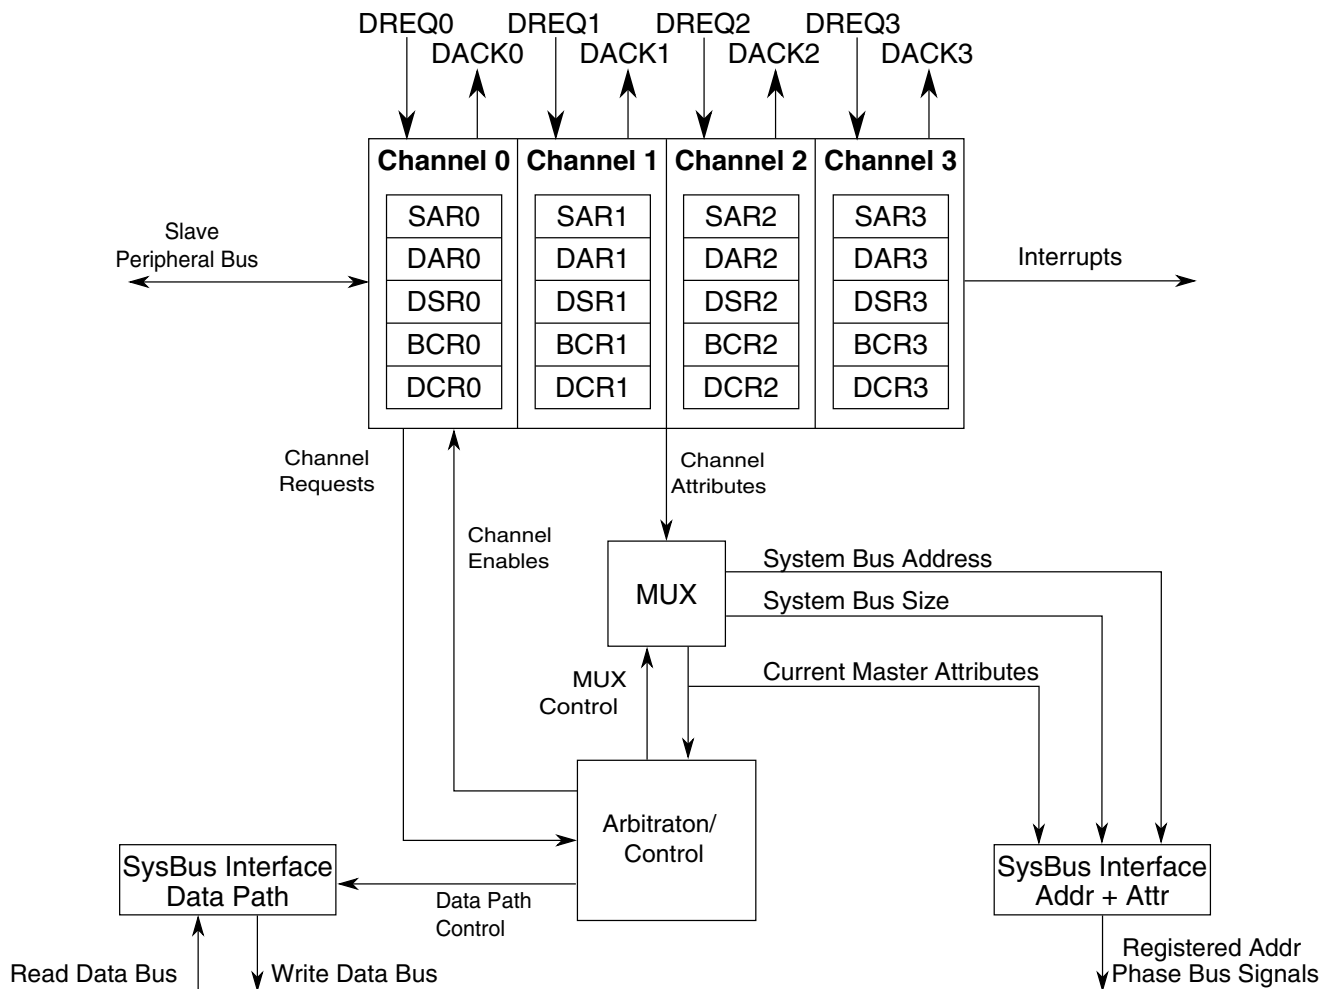 DREQ0 DREQ1 DREQ2 DREQ3
DACK0 DACK1 DACK2 DACK3
Channel 0 Channel 1 Channel 2 Channel 3
SAR0 SAR1 SAR2 SAR3
DAR0 DAR1 DAR2 DAR3
DSR0 DSR1 DSR2 DSR3
BCR0 BCR1 BCR2 BCR3
DCR0 DCR1 DCR2 DCR3
Slave
Peripheral Bus
Interrupts
Channel
Requests
Channel
Attributes
Channel
Enables
MUX
System Bus Address
System Bus Size
Current Master Attributes
MUX
Control
Arbitraton/
Control
SysBus Interface
Data Path
Data Path
Control
SysBus Interface
Addr + Attr
Read Data Bus
Write Data Bus
Registered Addr
Phase Bus Signals